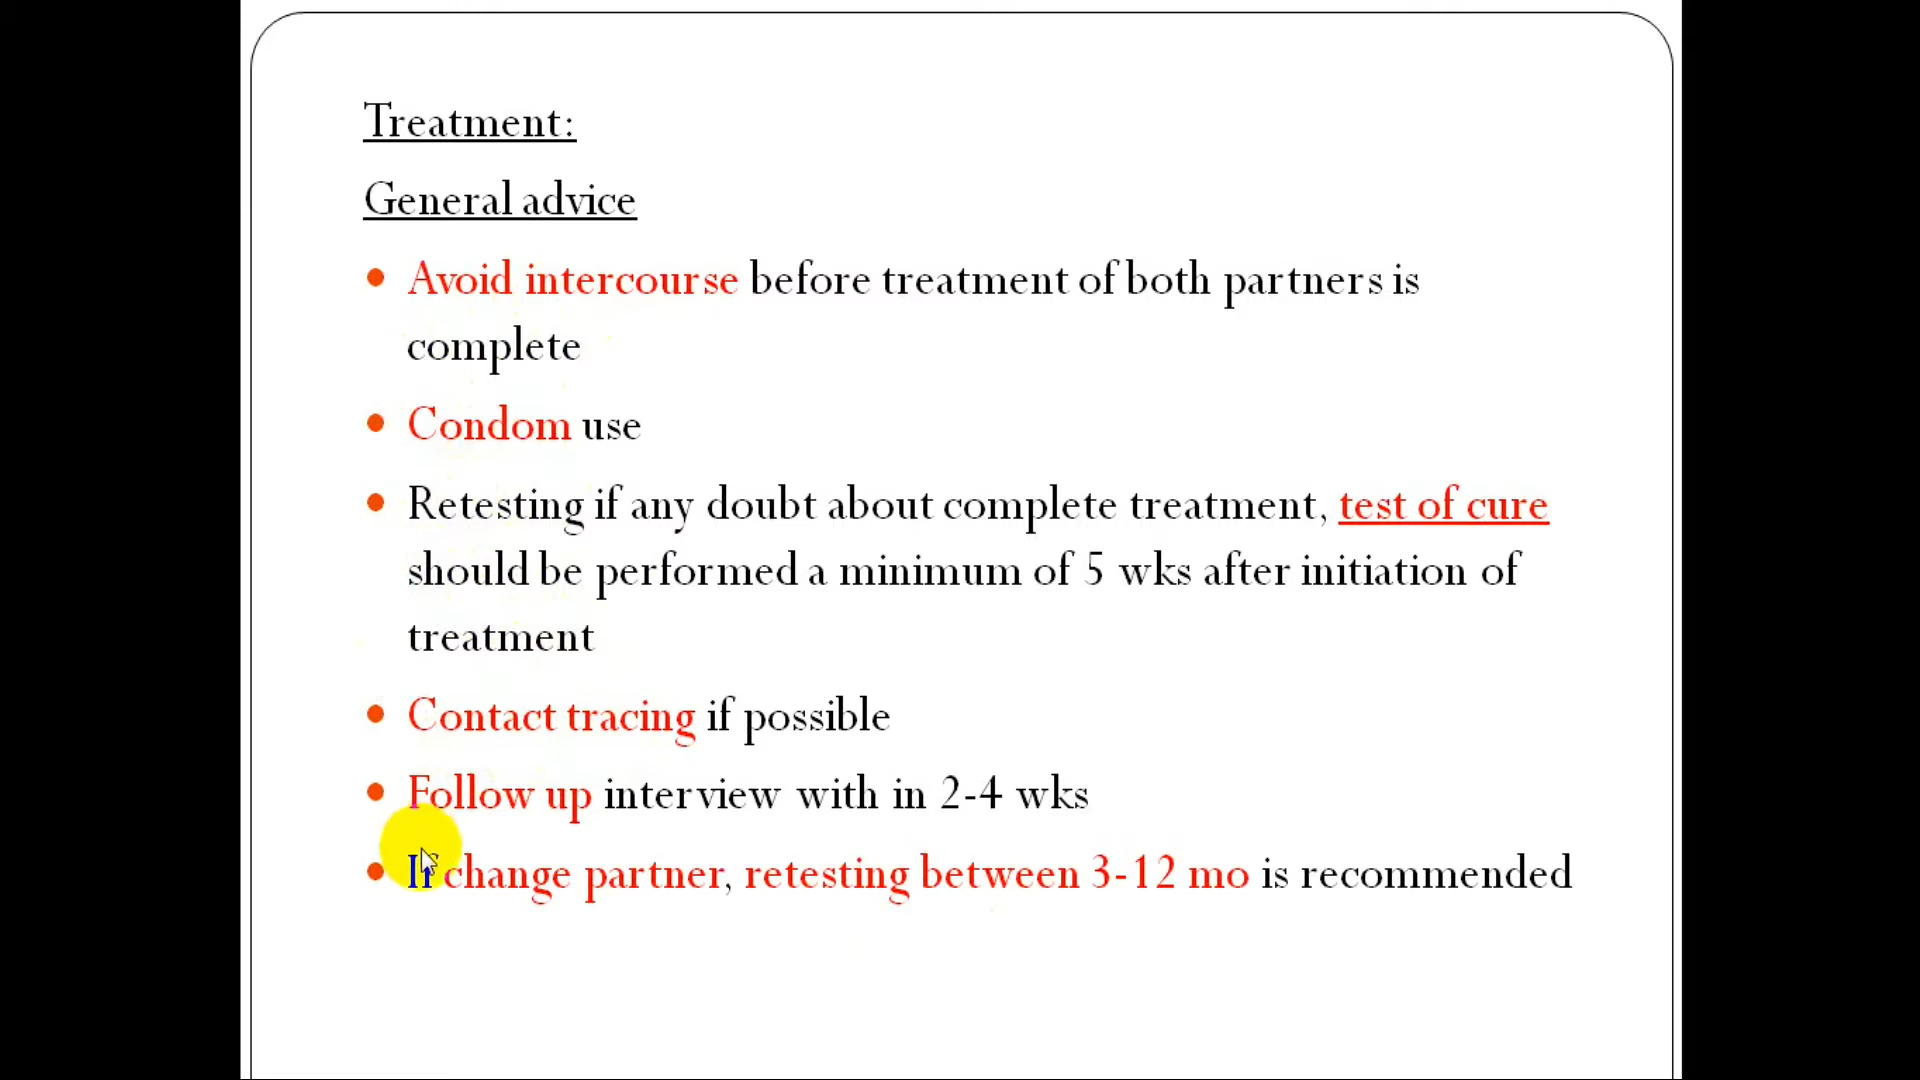 Treatment:
General advice
• Avoid intercourse before treatment of both partners is
complete
• Condom use
• Retesting if any doubt about complete treatment, test of cure
should be performed a minimum of 5 wks after initiation of
treatment
• Contact tracing if possible
• Follow up interview with in 2-4 wks
• If change partner, retesting between 3-12 mo is recommended